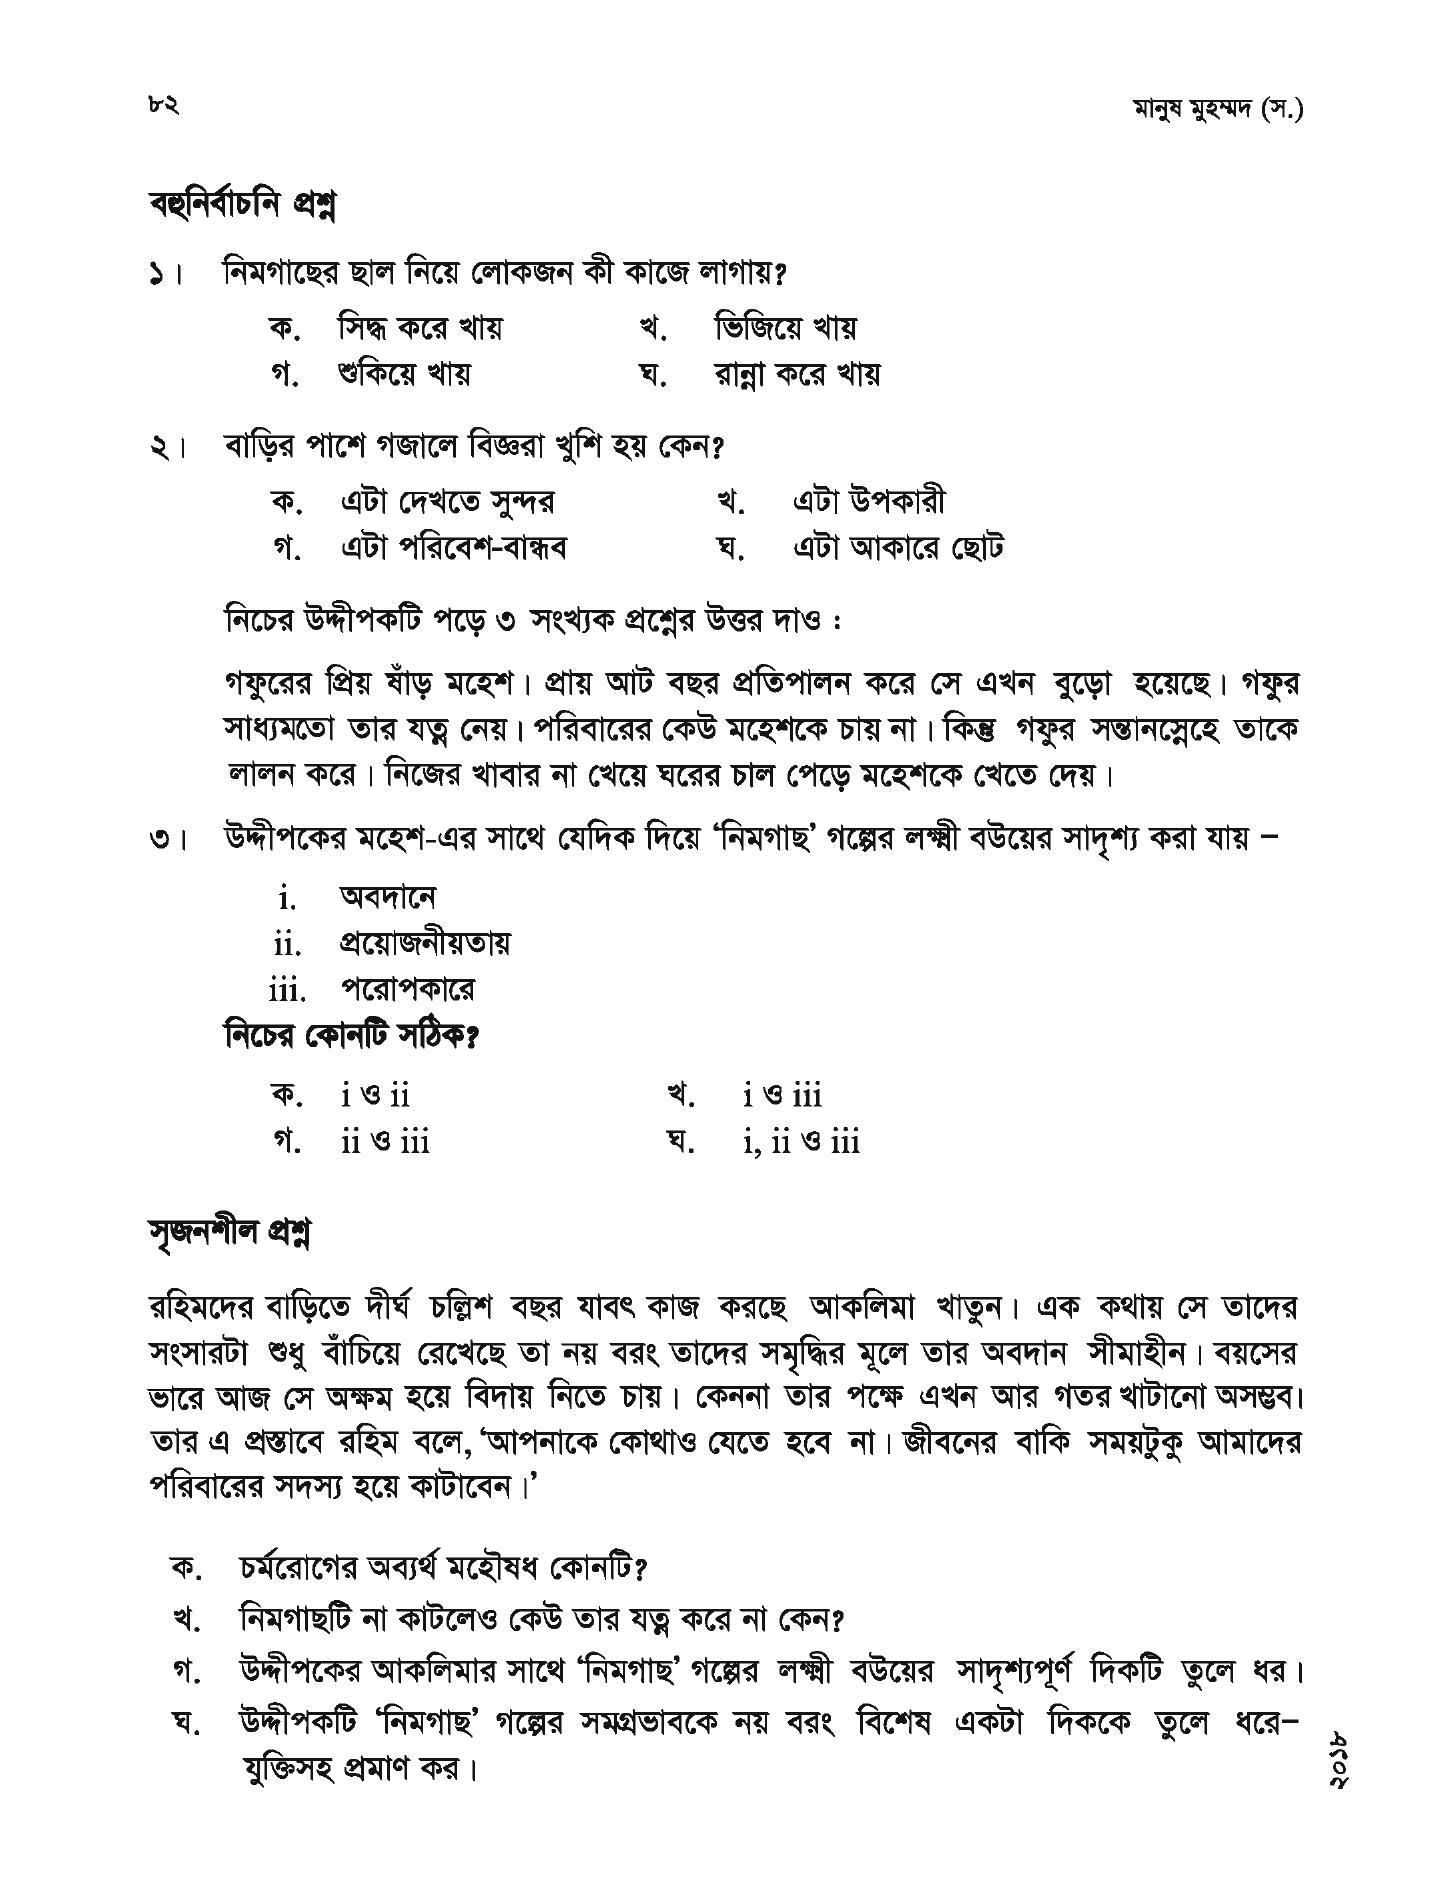 ৮২ মানুষ মুহম্মদ (স.)
বহুনির্বাচনি প্রশ্ন
১। নিমগাছের ছাল নিয়ে লোকজন কী কাজে লাগায়?
ক. সিদ্ধ করে খায় খ. ভিজিয়ে খায়
গ. শুকিয়ে খায় ঘ. রান্না করে খায়
২। বাড়ির পাশে গজালে বিজ্ঞরা খুশি হয় কেন?
ক. এটা দেখতে সুন্দর খ. এটা উপকারী
গ. এটা পরিবেশ-বান্ধব ঘ. এটা আকারে ছোট
নিচের উদ্দীপকটি পড়ে ৩ সংখ্যক প্রশ্নের উত্তর দাও :
গফুরের প্রিয় ষাঁড় মহেশ। প্রায় আট বছর প্রতিপালন করে সে এখন বুড়ো হয়েছে। গফুর
সাধ্যমতো তার যত্ন নেয়। পরিবারের কেউ মহেশকে চায় না। কিন্তু গফুর সন্তানস্নেহে তাকে
লালন করে। নিজের খাবার না খেয়ে ঘরের চাল পেড়ে মহেশকে খেতে দেয়।
৩। উদ্দীপকের মহেশ-এর সাথে যেদিক দিয়ে ‘নিমগাছ’ গল্পের লক্ষ্মী বউয়ের সাদৃশ্য করা যায় –
i. অবদানে
ii. প্রয়োজনীয়তায়
iii. পরোপকারে
নিচের কোনটি সঠিক?
ক. i ও ii খ. i ও iii
গ. ii ও iii ঘ. i, ii ও iii
সৃজনশীল প্রশ্ন
রহিমদের বাড়িতে দীর্ঘ চল্লিশ বছর যাবৎ কাজ করছে আকলিমা খাতুন। এক কথায় সে তাদের
সংসারটা শুধু বাঁচিয়ে রেখেছে তা নয় বরং তাদের সমৃদ্ধির মূলে তার অবদান সীমাহীন। বয়সের
ভারে আজ সে অক্ষম হয়ে বিদায় নিতে চায়। কেননা তার পক্ষে এখন আর গতর খাটানো অসম্ভব।
তার এ প্রস্তাবে রহিম বলে, ‘আপনাকে কোথাও যেতে হবে না। জীবনের বাকি সময়টুকু আমাদের
পরিবারের সদস্য হয়ে কাটাবেন।’
ক. চর্মরোগের অব্যর্থ মহৌষধ কোনটি?
খ. নিমগাছটি না কাটলেও কেউ তার যত্ন করে না কেন?
গ. উদ্দীপকের আকলিমার সাথে ‘নিমগাছ’ গল্পের লক্ষ্মী বউয়ের সাদৃশ্যপূর্ণ দিকটি তুলে ধর।
ঘ. উদ্দীপকটি ‘নিমগাছ’ গল্পের সমগ্রভাবকে নয় বরং বিশেষ একটা দিককে তুলে ধরে–
যুক্তিসহ প্রমাণ কর।
২০১৮